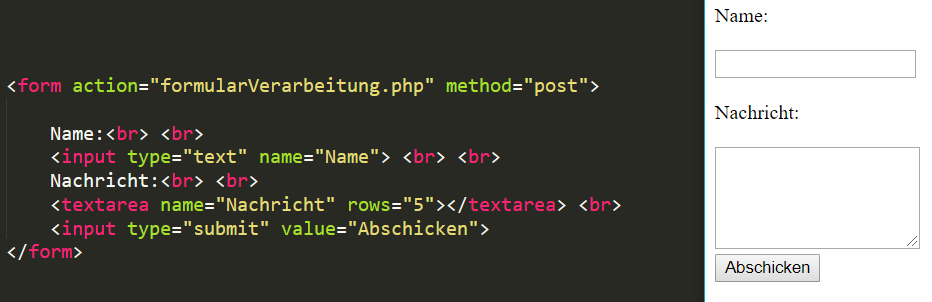 <form action="formularVerarbeitung.php" method="post">
Name:<br> <br>
<input type="text" name="Name"> <br> <br>
Nachricht:<br> <br>
<textarea name="Nachricht" rows="5"></textarea> <br>
<input type="submit" value="Abschicken">
</form>
Name:
Nachricht:
Abschicken